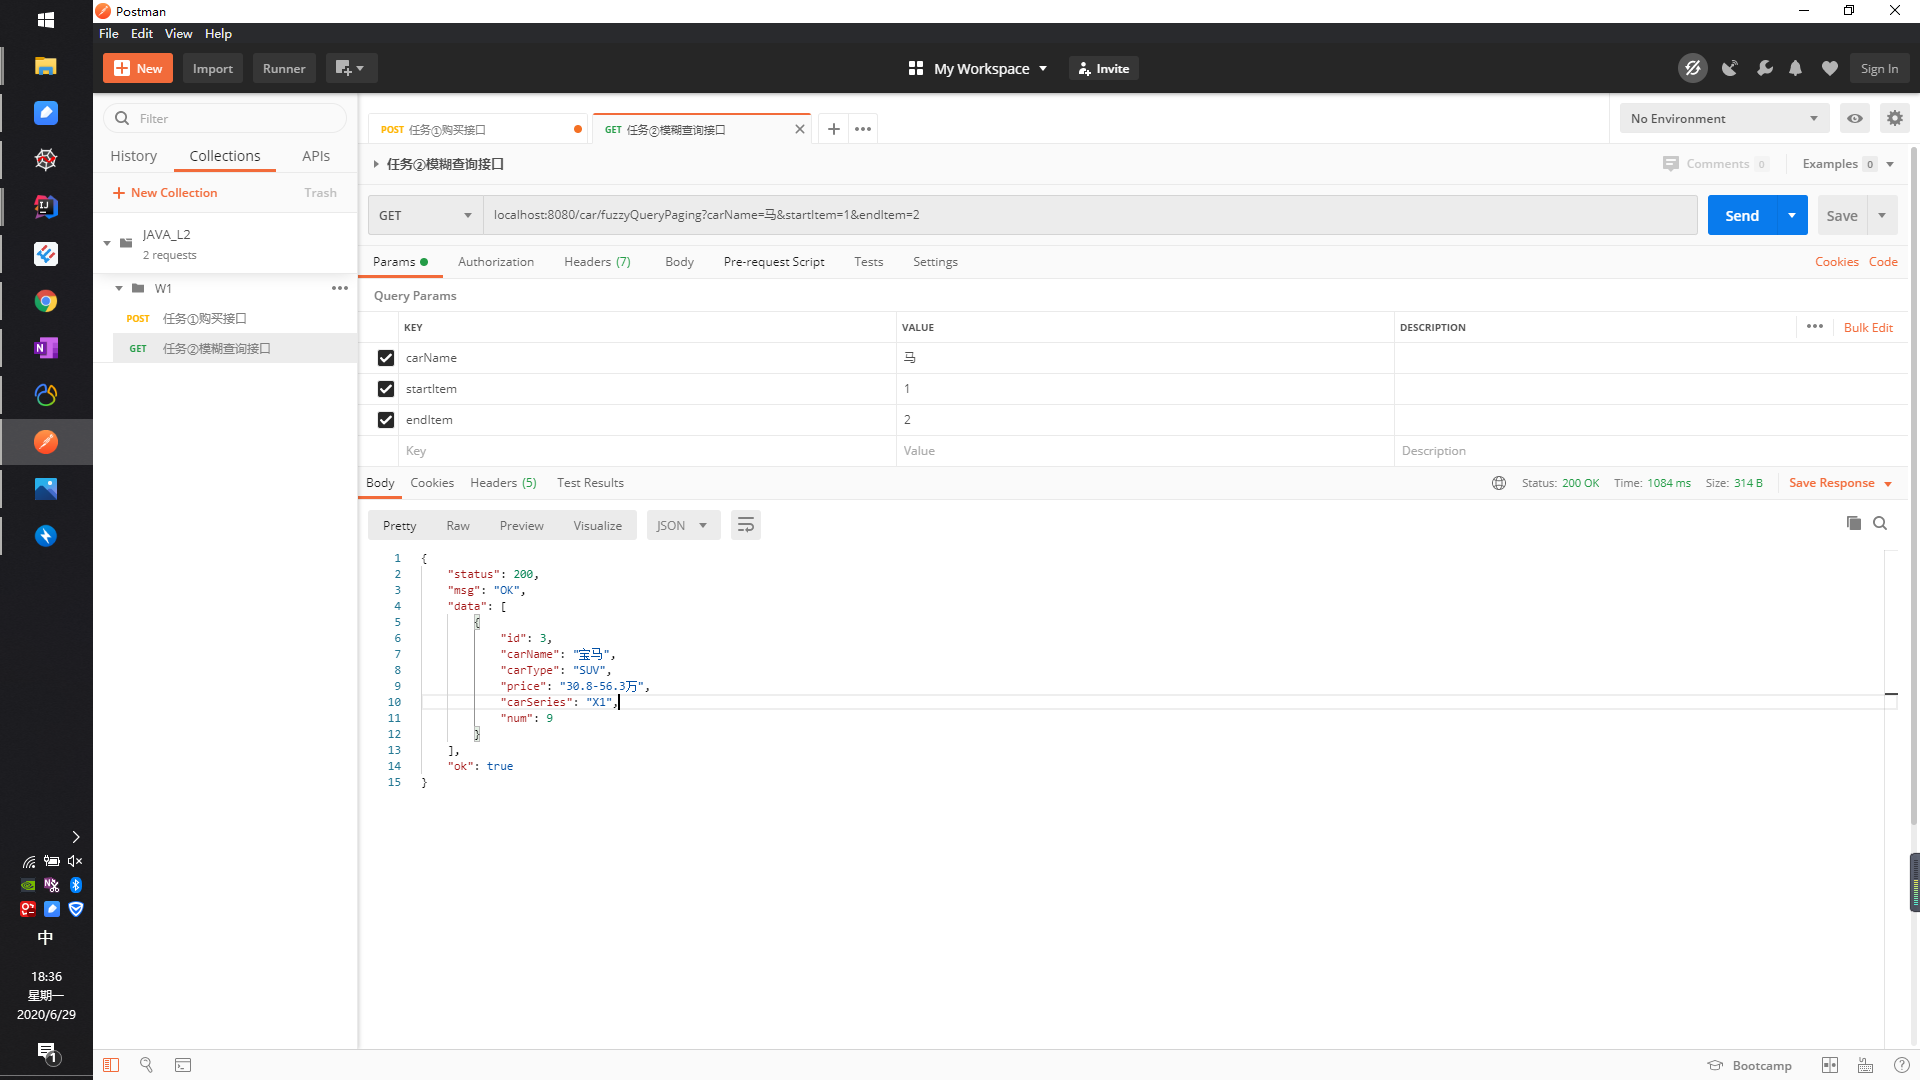 Postman
File Edit View Help
New Import Runner My Workspace Invite Sign In
Filter
History Collections APIs
New Collection Trash
JAVA_L2
2 requests
W1
POST 任务①购买接口
GET 任务②模糊查询接口
POST 任务①购买接口 GET 任务②模糊查询接口
No Environment
任务②模糊查询接口
Comments 0 Examples 0
GET localhost:8080/car/fuzzyQueryPaging?carName=马&startItem=1&endItem=2 Send Save
Params Authorization Headers (7) Body Pre-request Script Tests Settings Cookies Code
Query Params
KEY VALUE DESCRIPTION Bulk Edit
carName 马
startItem 1
endItem 2
Key Value Description
Body Cookies Headers (5) Test Results Status: 200 OK Time: 1084 ms Size: 314 B Save Response
Pretty Raw Preview Visualize JSON
1 {
2 "status": 200,
3 "msg": "OK",
4 "data": [
5 {
6 "id": 3,
7 "carName": "宝马",
8 "carType": "SUV",
9 "price": "30.8-56.3万",
10 "carSeries": "X1",
11 "num": 9
12 }
13 ],
14 "ok": true
15 }
中
18:36
星期一
2020/6/29
1
Bootcamp